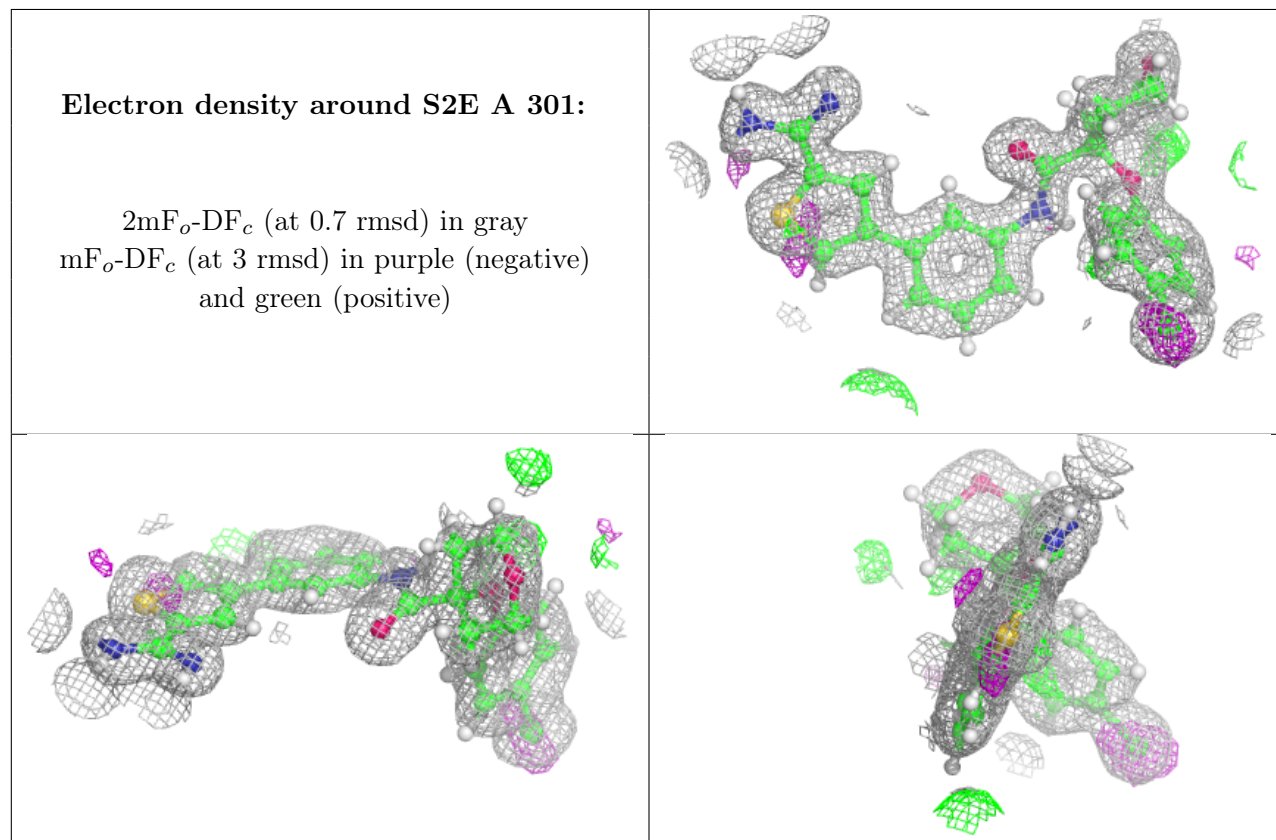 Electron density around S2E A 301:
2mFo-DFc (at 0.7 rmsd) in gray
mFo-DFc (at 3 rmsd) in purple (negative)
and green (positive)